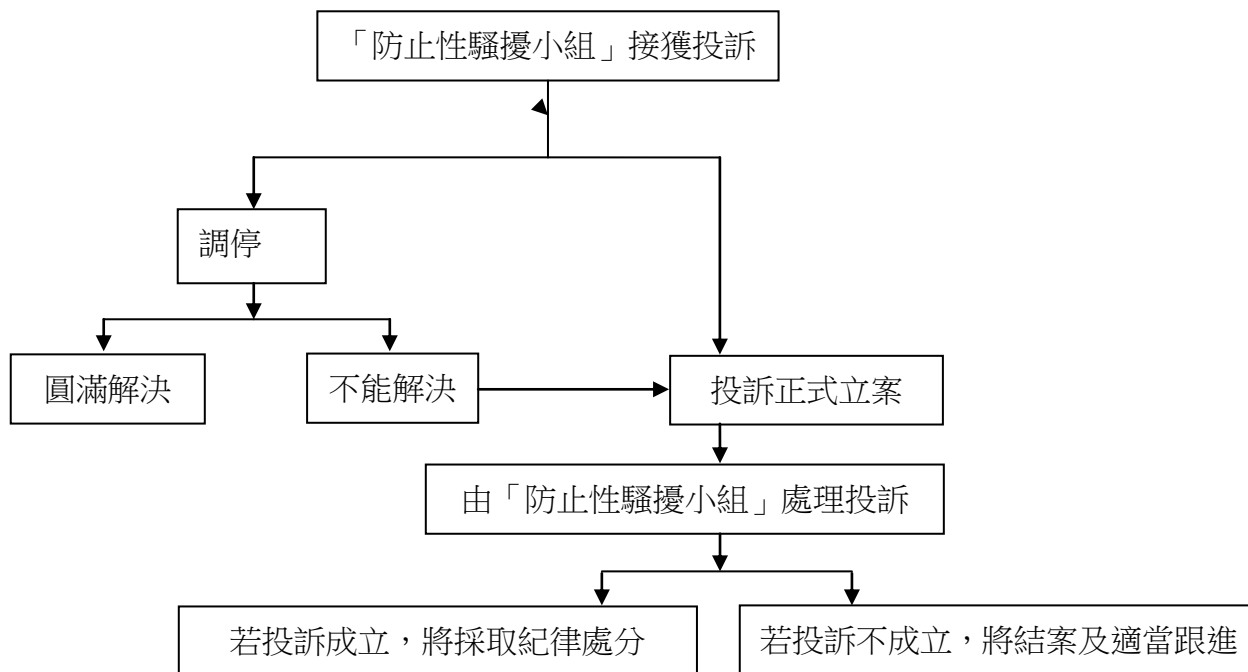 「防止性騷擾小組」接獲投訴
調停
圓滿解決
不能解決
投訴正式立案
由「防止性騷擾小組」處理投訴
若投訴成立，將採取紀律處分
若投訴不成立，將結案及適當跟進